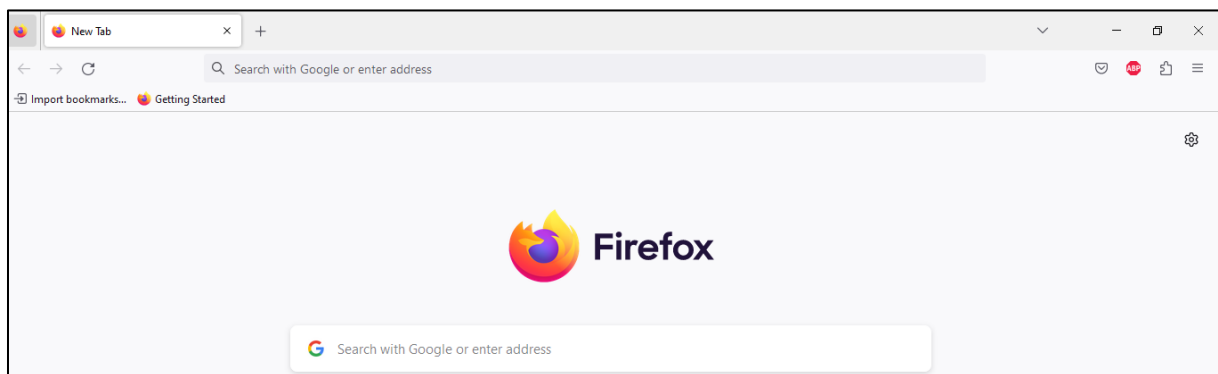 New Tab
Search with Google or enter address
ABP
Import bookmarks... Getting Started
Firefox
Search with Google or enter address